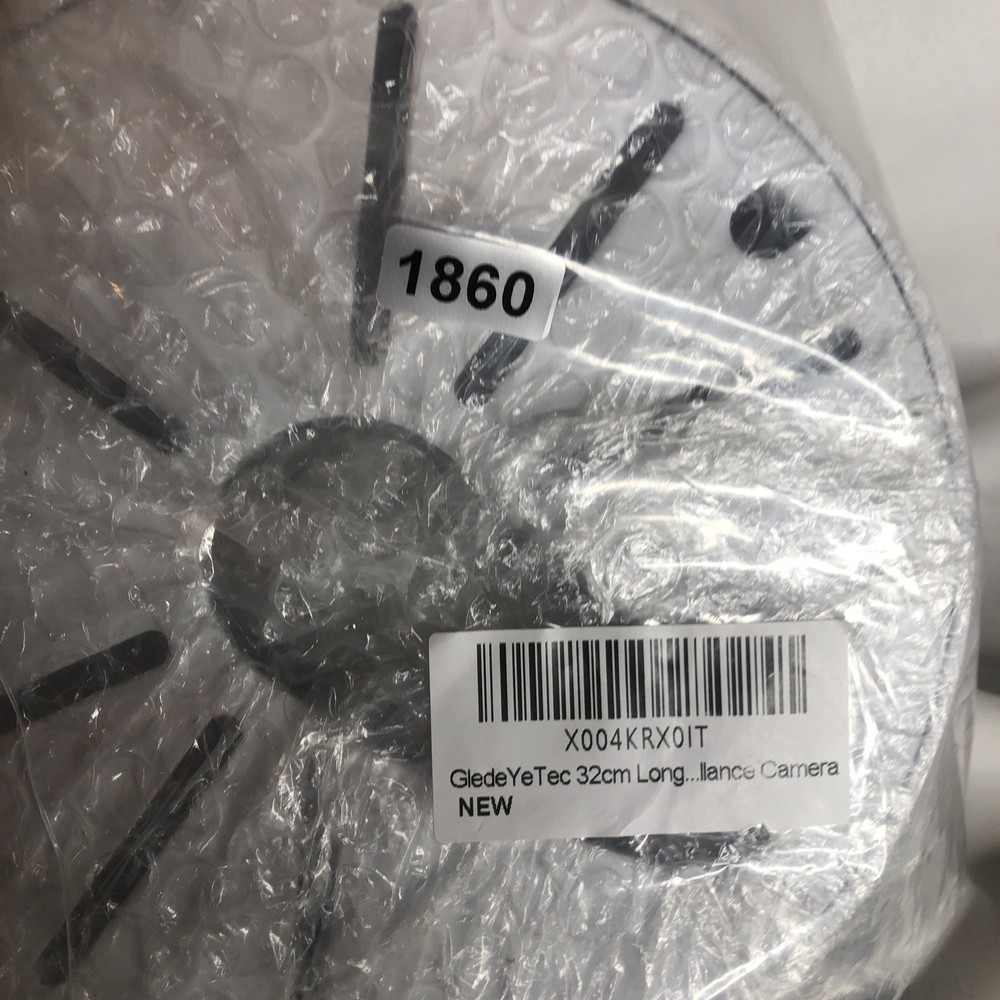 1860
X004KRX0IT
GledeYeTec 32cm Long...llance Camera
NEW